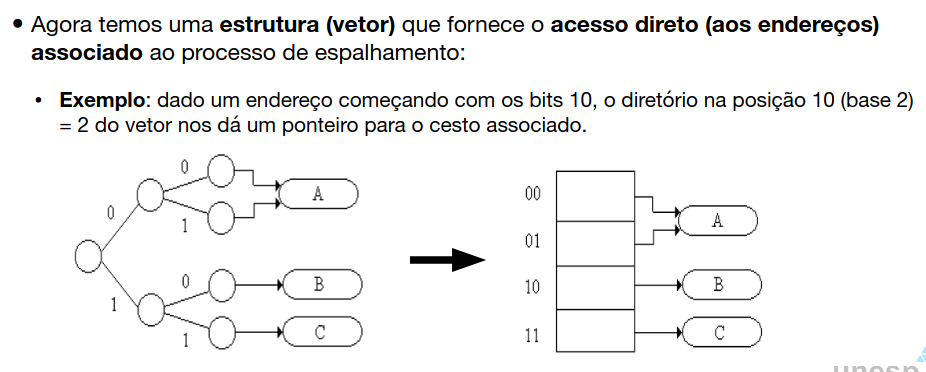 • Agora temos uma estrutura (vetor) que fornece o acesso direto (aos endereços)
associado ao processo de espalhamento:
• Exemplo: dado um endereço começando com os bits 10, o diretório na posição 10 (base 2)
= 2 do vetor nos dá um ponteiro para o cesto associado.
0
0
A
1
0
B
1
1
C
00
01
A
10
B
11
C
unesp